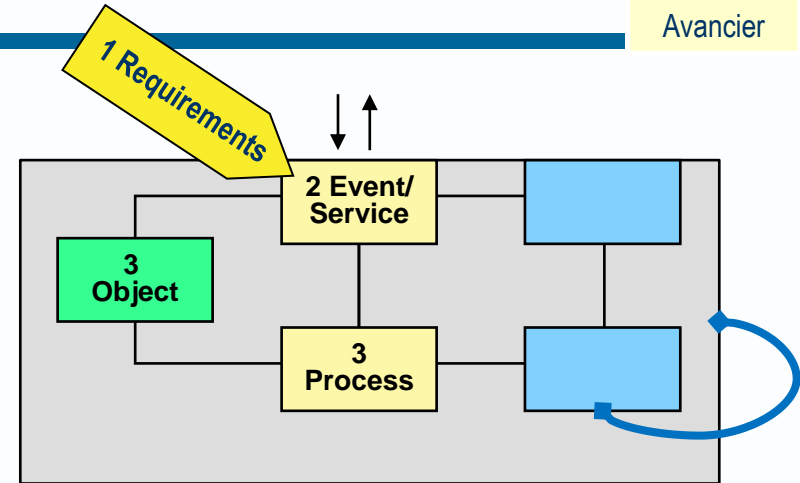 Avancier
1 Requirements
2 Event/
Service
3
Object
3
Process